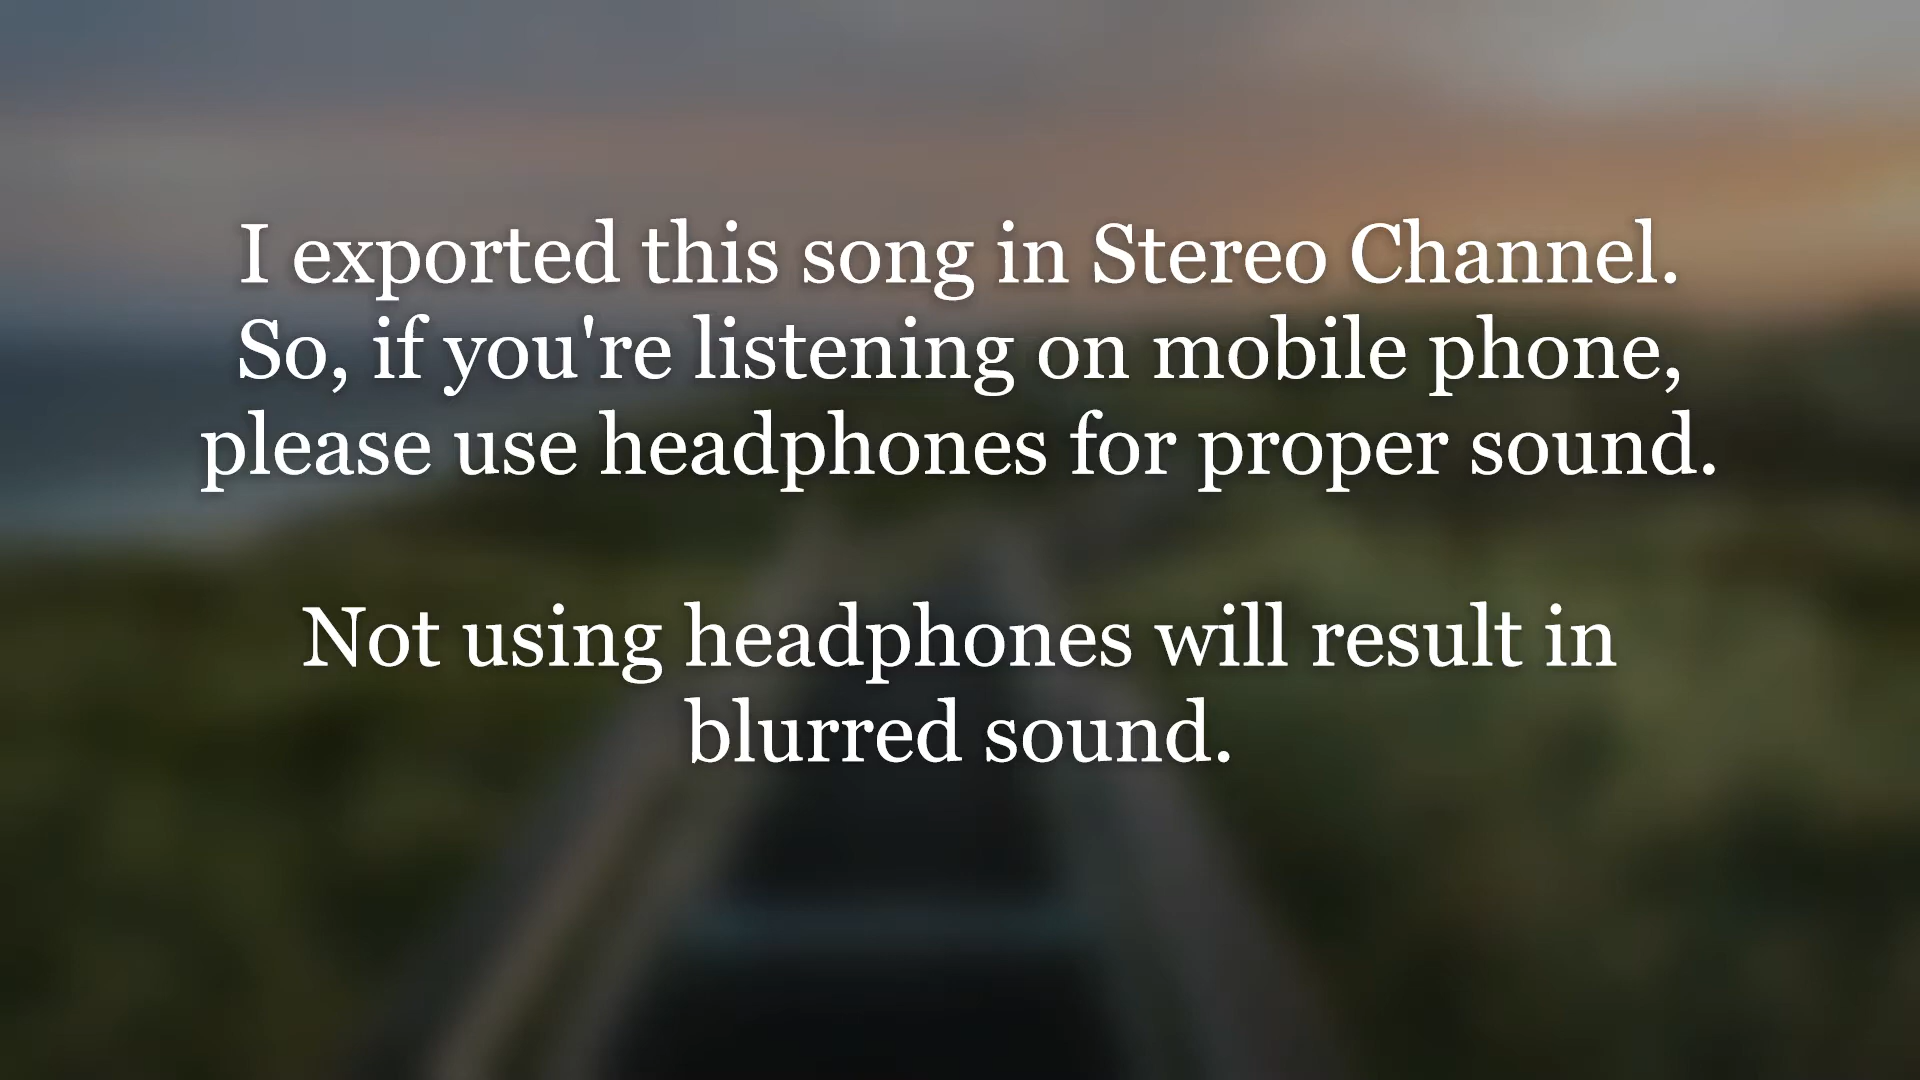 I exported this song in Stereo Channel.
So, if you're listening on mobile phone,
please use headphones for proper sound.
Not using headphones will result in
blurred sound.